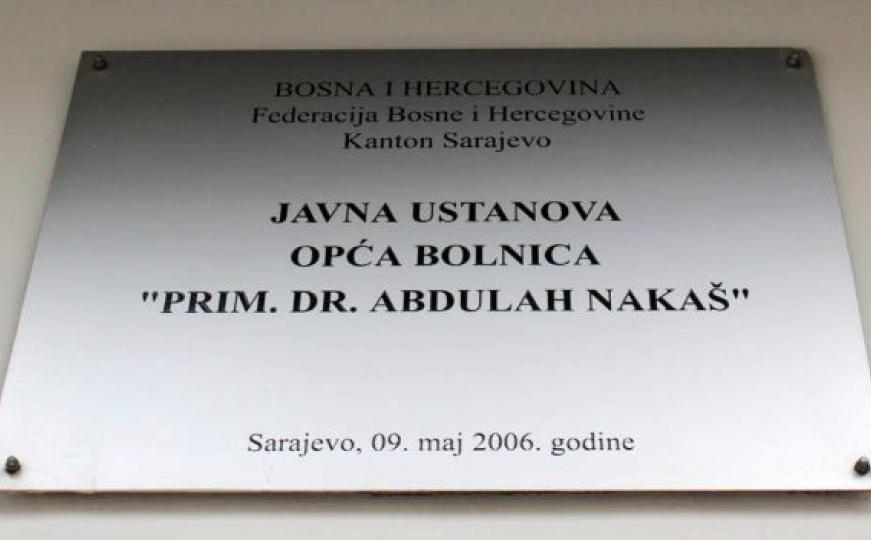 BOSNA I HERCEGOVINA
Federacija Bosne i Hercegovine
Kanton Sarajevo
JAVNA USTANOVA
OPĆA BOLNICA
"PRIM. DR. ABDULAH NAKAŠ"
Sarajevo, 09. maj 2006. godine